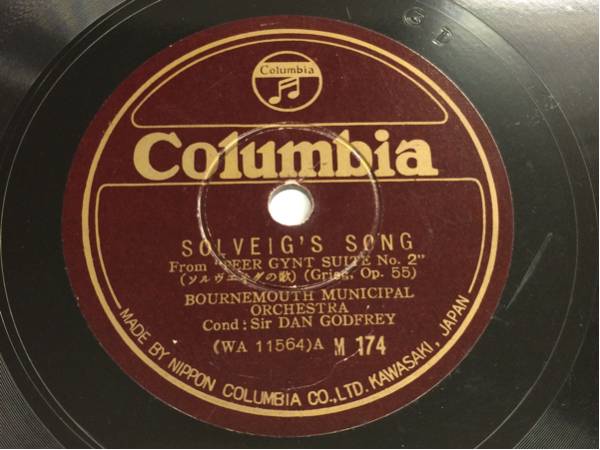 Columbia
Columbia
SOLVEIG'S SONG
From "PEER GYNT SUITE No. 2"
(ソルヴエイグの歌) (Grieg, Op. 55)
BOURNEMOUTH MUNICIPAL
ORCHESTRA
Cond: Sir DAN GODFREY
(WA 11564)A M 174
MADE BY NIPPON COLUMBIA CO., LTD. KAWASAKI, JAPAN